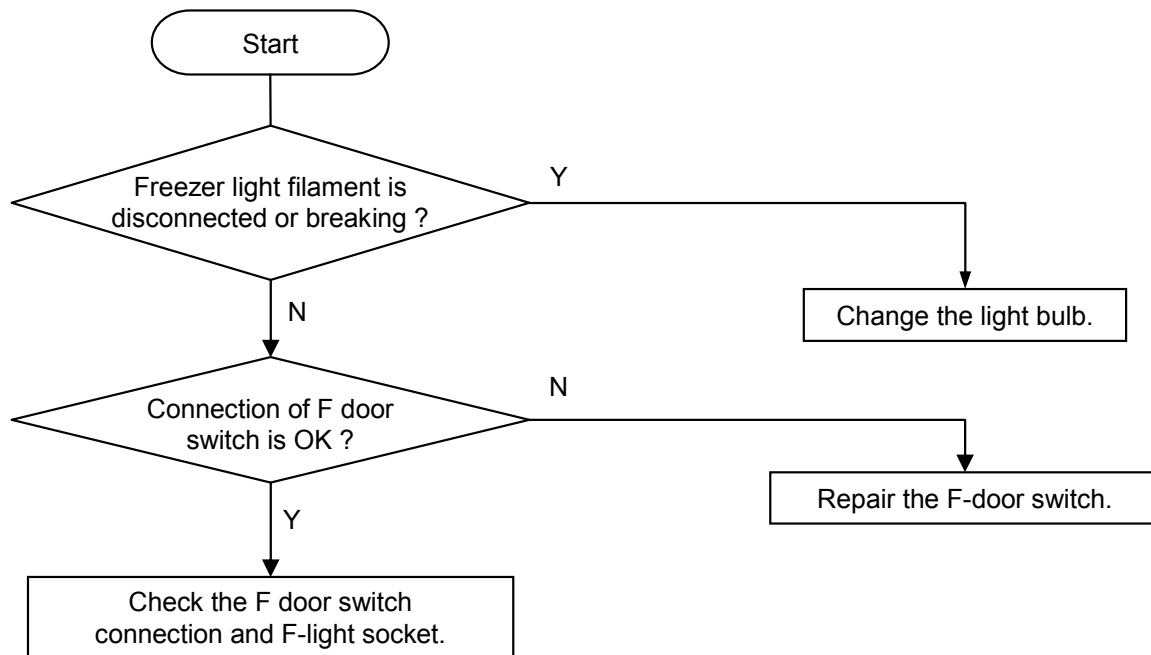 Start
Freezer light filament is
disconnected or breaking ?
Y
N
Change the light bulb.
Connection of F door
switch is OK ?
N
Y
Repair the F-door switch.
Check the F door switch
connection and F-light socket.